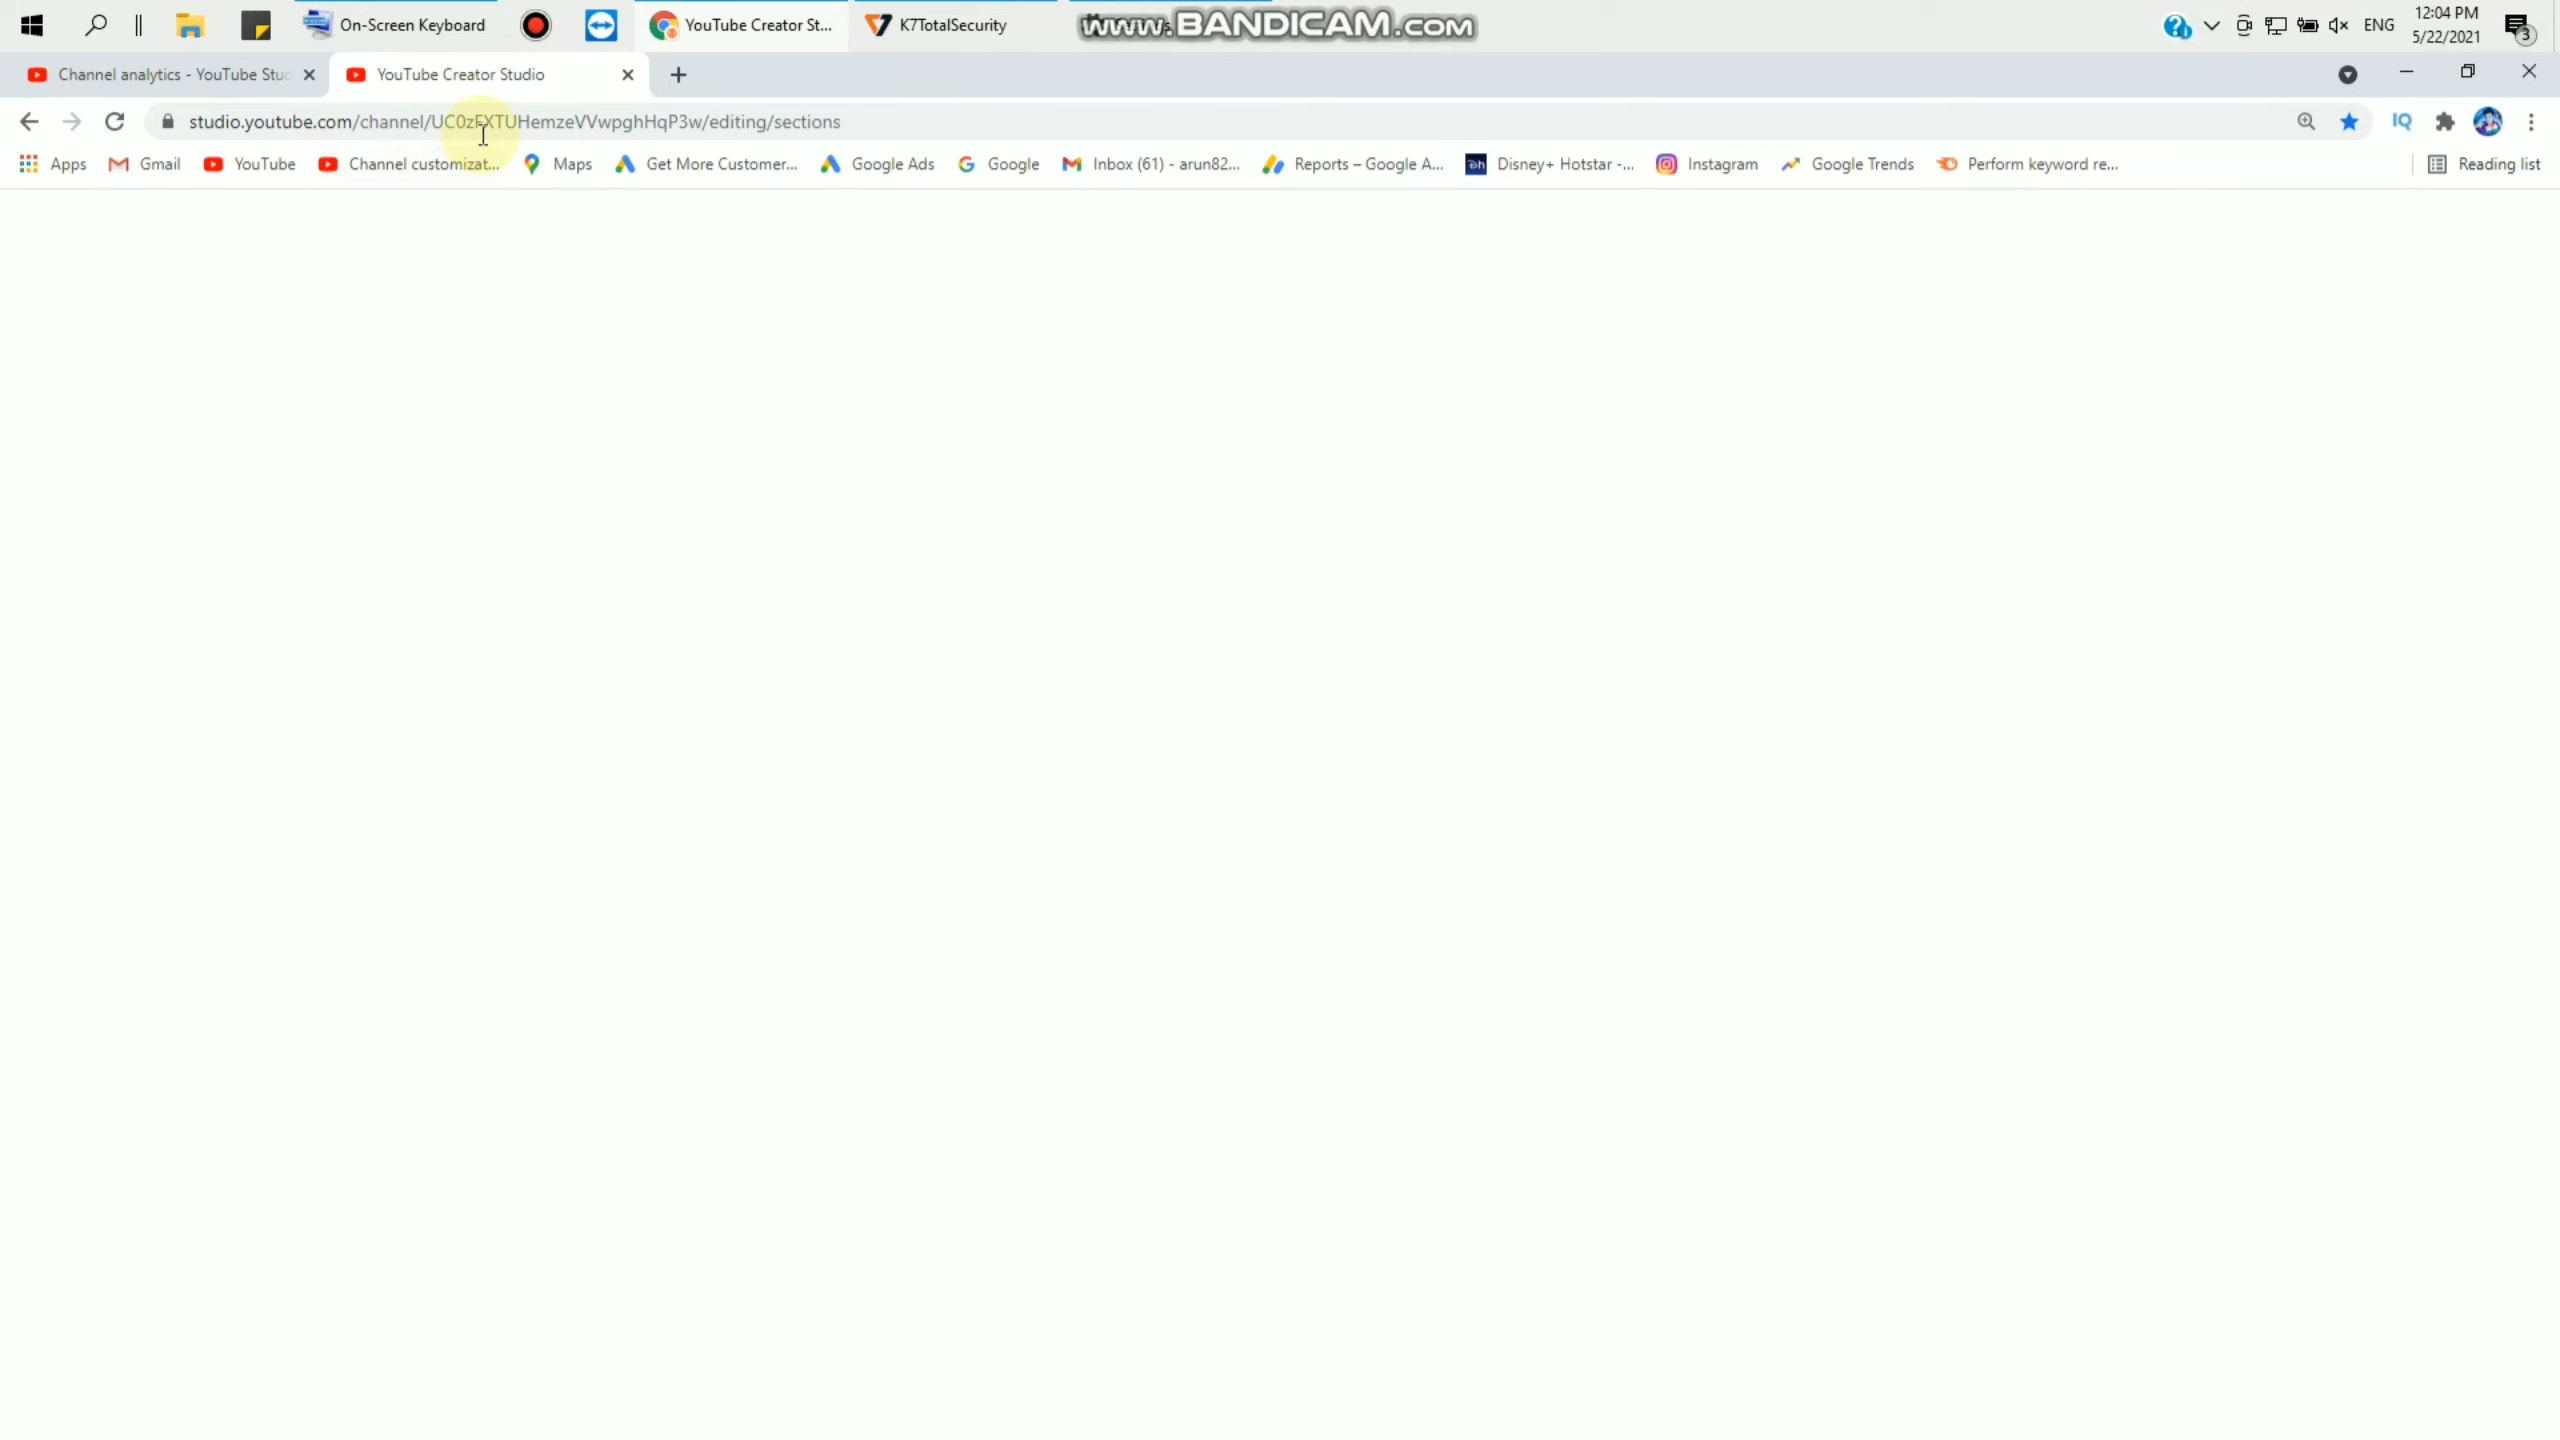 On-Screen Keyboard
YouTube Creator St...
K7TotalSecurity
www.BANDICAM.com
ENG
12:04 PM
5/22/2021
3
Channel analytics - YouTube Stuc
YouTube Creator Studio
studio.youtube.com/channel/UC0zFXTUHemzeVVwpghHqP3w/editing/sections
IQ
Apps
Gmail
YouTube
Channel customizat...
Maps
Get More Customer...
Google Ads
Google
Inbox (61) - arun82...
Reports – Google A...
Disney+ Hotstar -...
Instagram
Google Trends
Perform keyword re...
Reading list